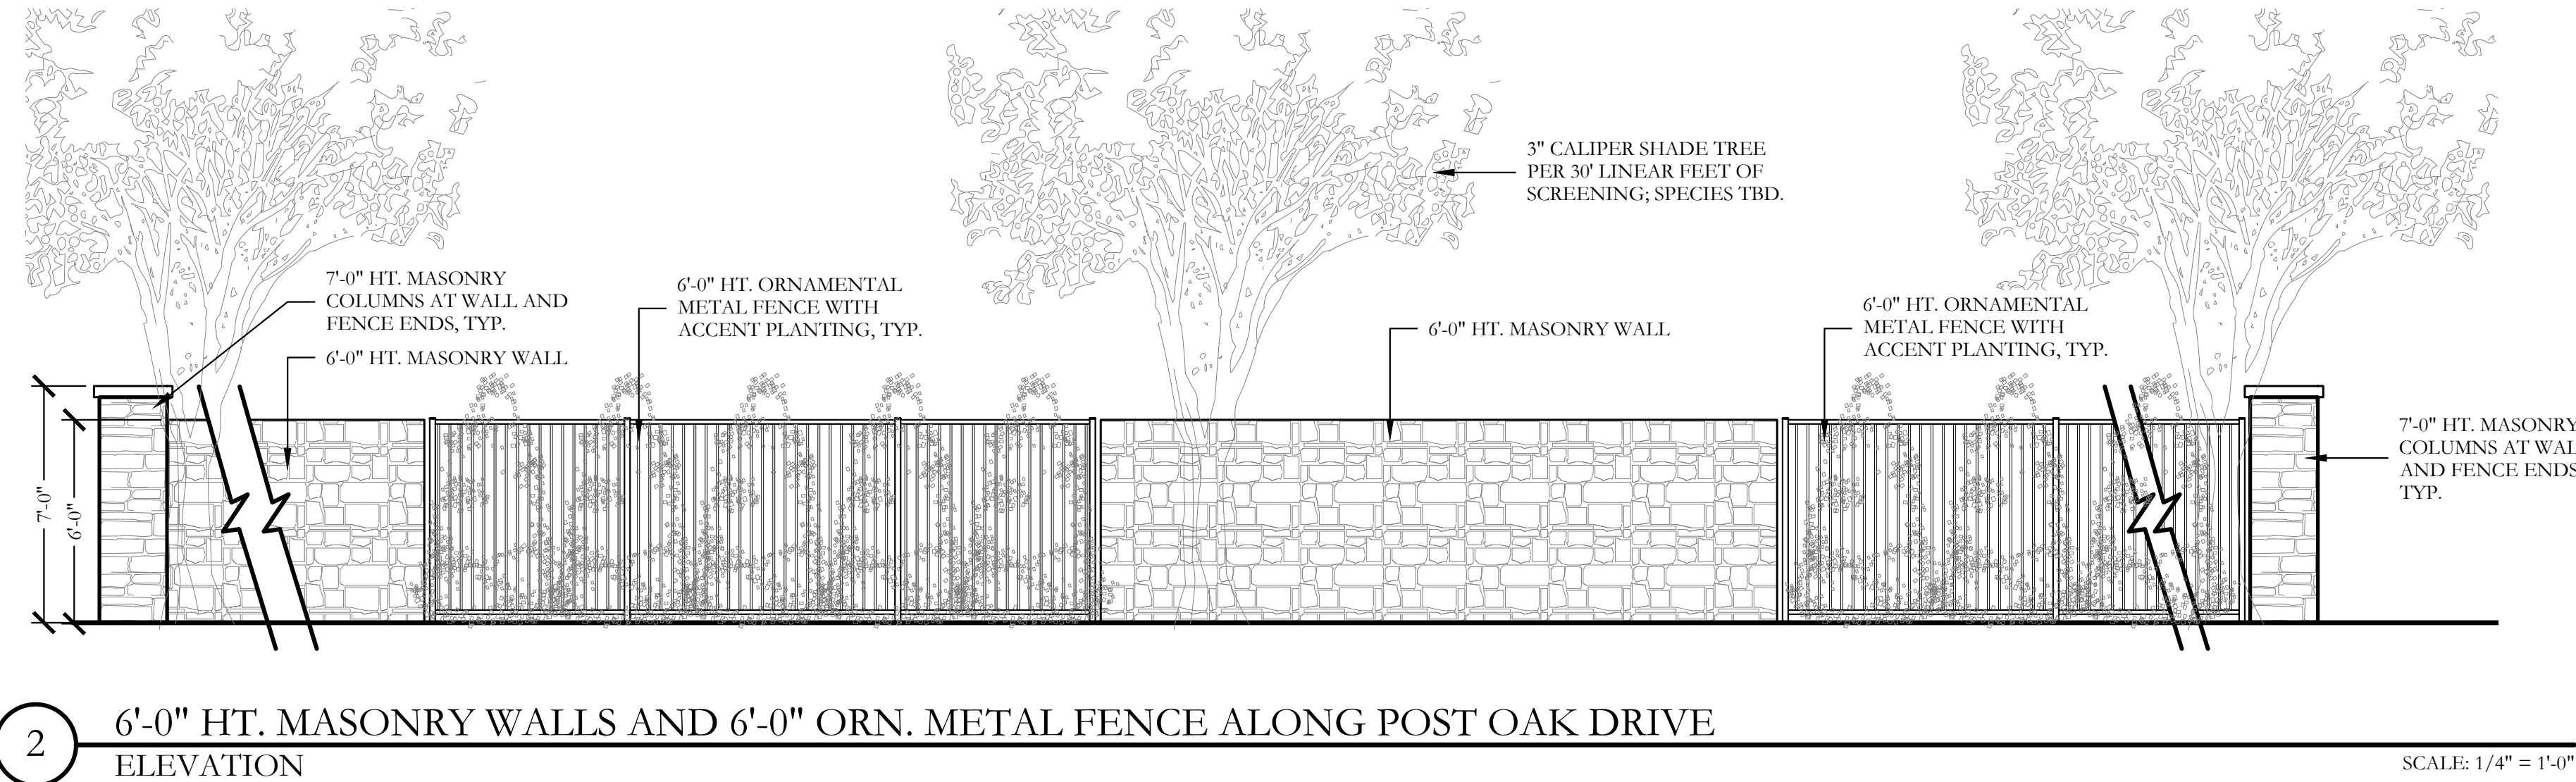 3" CALIPER SHADE TREE
PER 30' LINEAR FEET OF
SCREENING; SPECIES TBD.
7'-0" HT. MASONRY
COLUMNS AT WALL AND
FENCE ENDS, TYP.
6'-0" HT. MASONRY WALL
6'-0" HT. ORNAMENTAL
METAL FENCE WITH
ACCENT PLANTING, TYP.
6'-0" HT. MASONRY WALL
6'-0" HT. ORNAMENTAL
METAL FENCE WITH
ACCENT PLANTING, TYP.
7'-0" HT. MASONRY
COLUMNS AT WAL
AND FENCE ENDS
TYP.
7'-0"
6'-0"
2
6'-0" HT. MASONRY WALLS AND 6'-0" ORN. METAL FENCE ALONG POST OAK DRIVE
ELEVATION
SCALE: 1/4" = 1'-0"